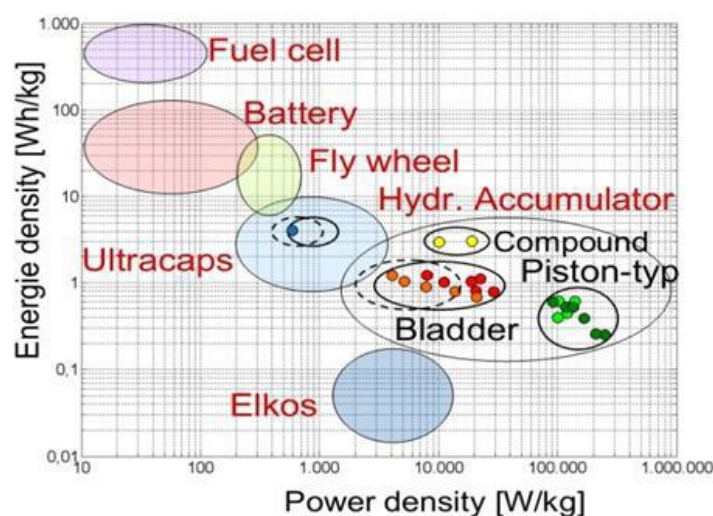 Energie density [Wh/kg]
1.000
100
10
1
0,1
0,01
Fuel cell
Battery
Fly wheel
Hydr. Accumulator
Compound
Ultracaps
Piston-typ
Bladder
Elkos
10
100
1.000
10.000
100.000
1.000.000
Power density [W/kg]